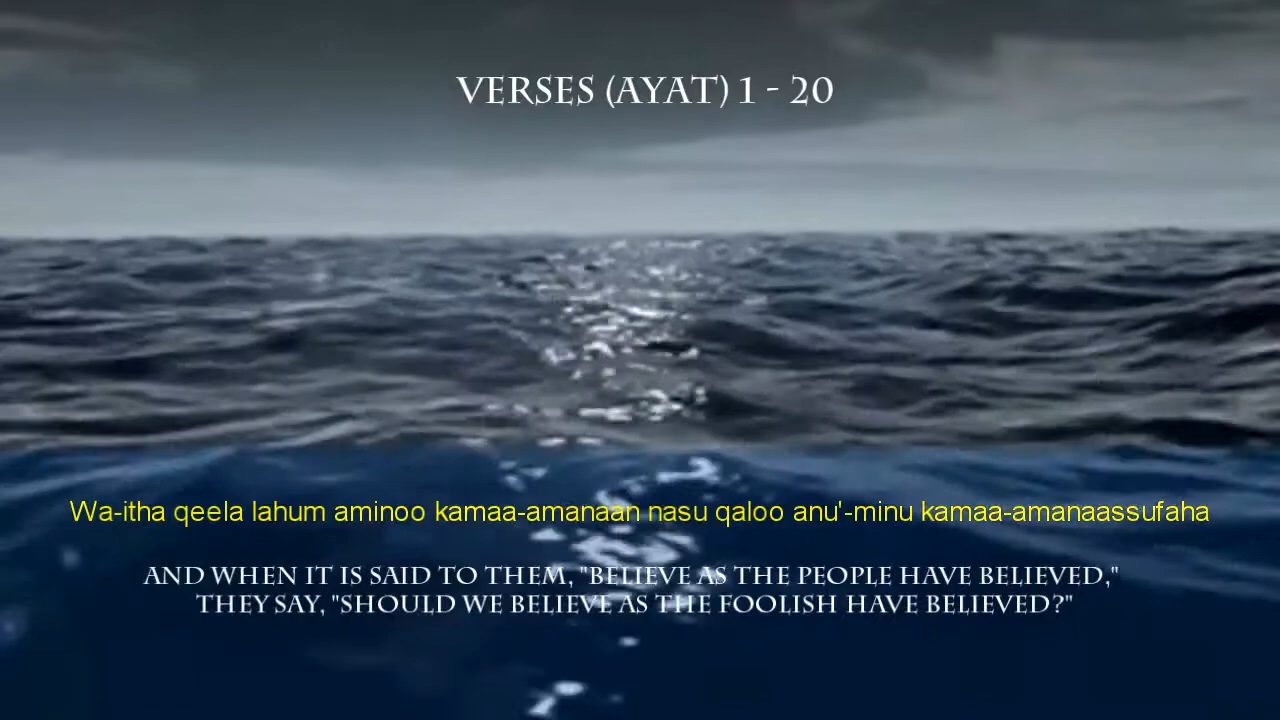 VERSES (AYAT) 1 - 20
Wa-itha qeela lahum aminoo kamaa-amanaan nasu qaloo anu'-minu kamaa-amanaassufaha
AND WHEN IT IS SAID TO THEM, "BELIEVE AS THE PEOPLE HAVE BELIEVED,"
THEY SAY, "SHOULD WE BELIEVE AS THE FOOLISH HAVE BELIEVED?"